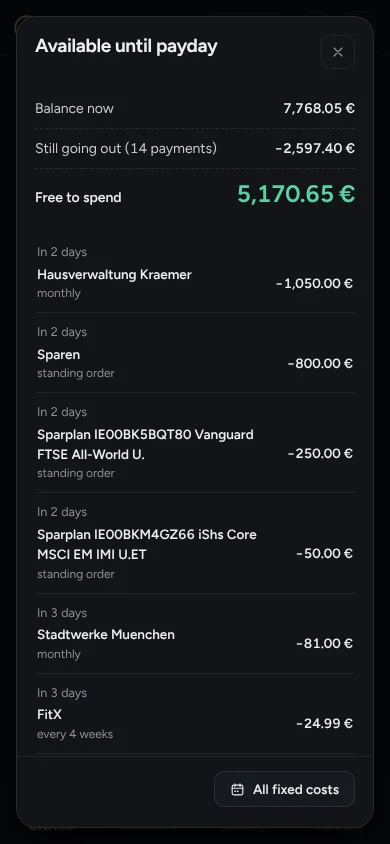 Available until payday
Balance now 7,768.05 €
Still going out (14 payments) −2,597.40 €
Free to spend 5,170.65 €
In 2 days
Hausverwaltung Kraemer −1,050.00 €
monthly
In 2 days
Sparen −800.00 €
standing order
In 2 days
Sparplan IE00BK5BQT80 Vanguard
FTSE All-World U. −250.00 €
standing order
In 2 days
Sparplan IE00BKM4GZ66 iShs Core
MSCI EM IMI U.ET −50.00 €
standing order
In 3 days
Stadtwerke Muenchen −81.00 €
monthly
In 3 days
FitX −24.99 €
every 4 weeks
All fixed costs